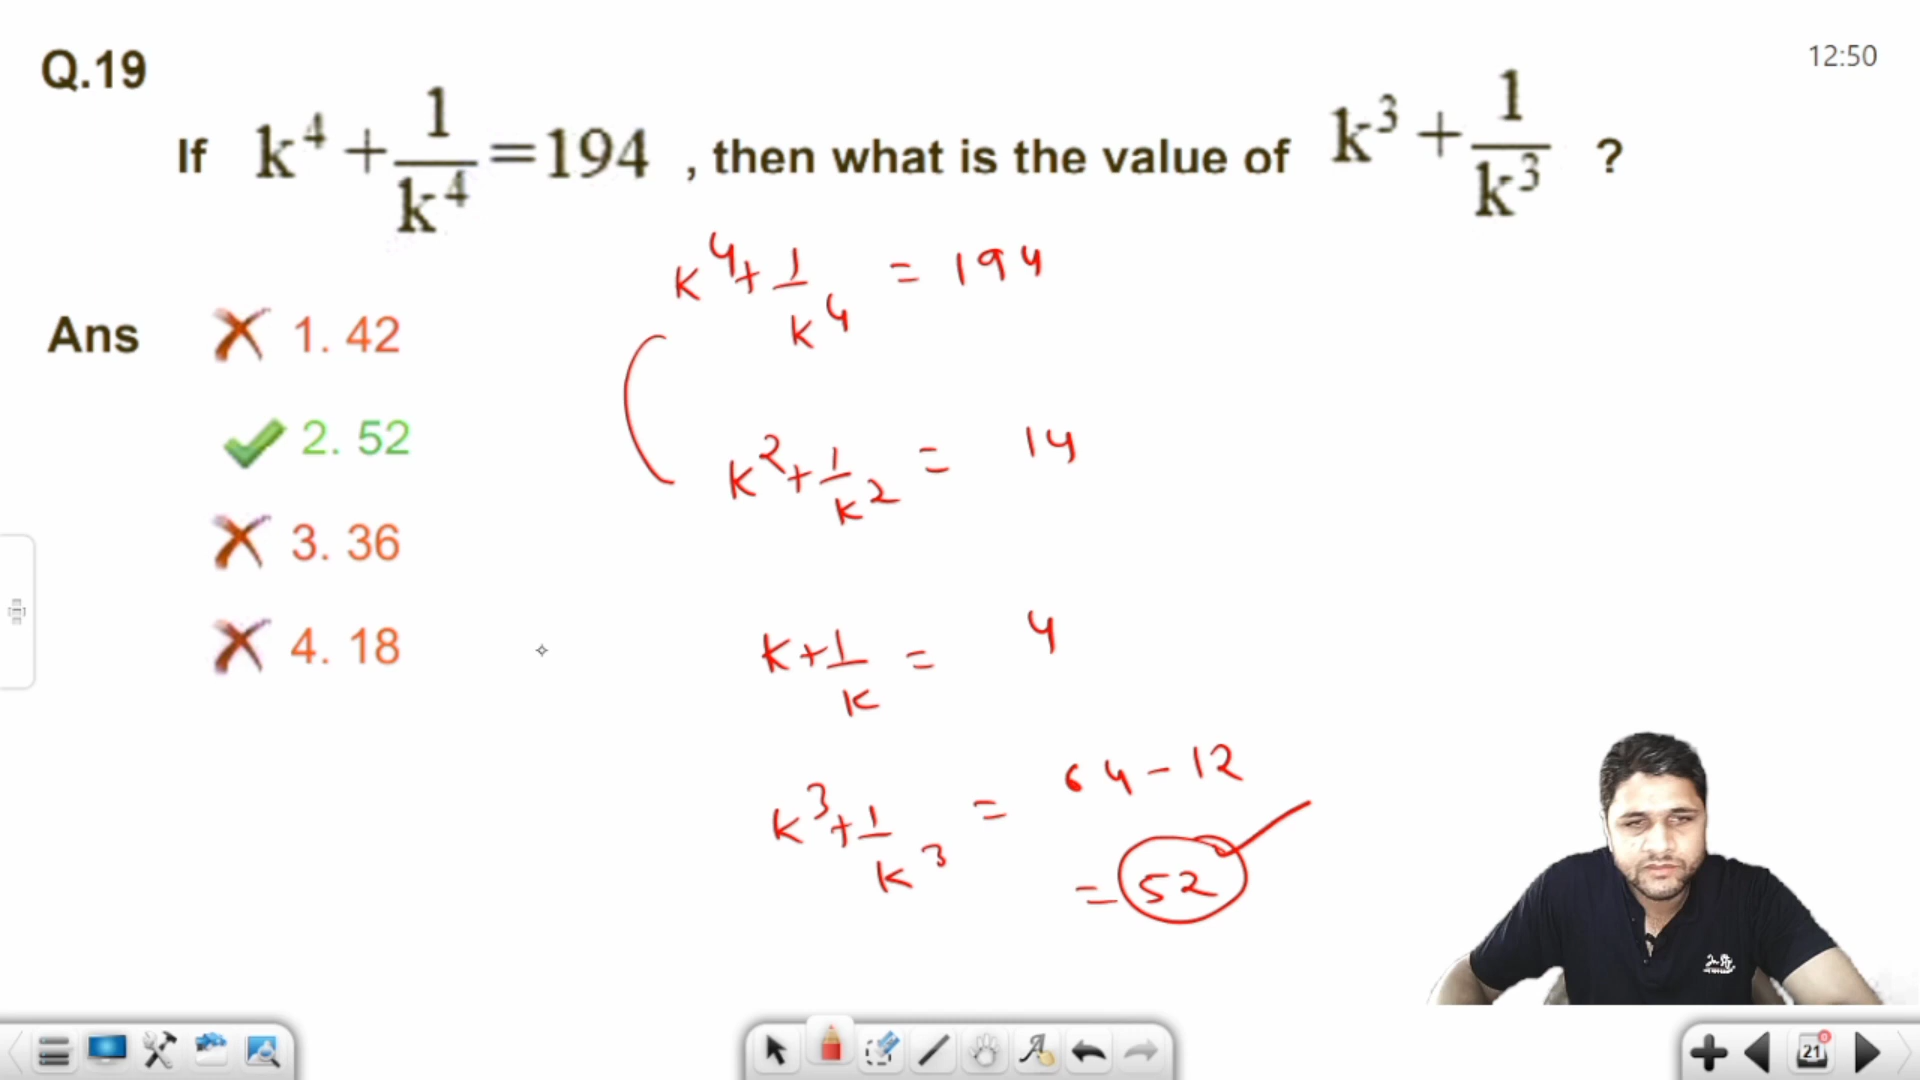 Q.19
12:50
If k⁴ + 1/k⁴ = 194 , then what is the value of k³ + 1/k³ ?
k⁴ + 1/k⁴ = 194
Ans
1. 42
2. 52
k² + 1/k² = 14
3. 36
4. 18
k + 1/k = 4
k³ + 1/k³ = 64 - 12
= 52
21
0